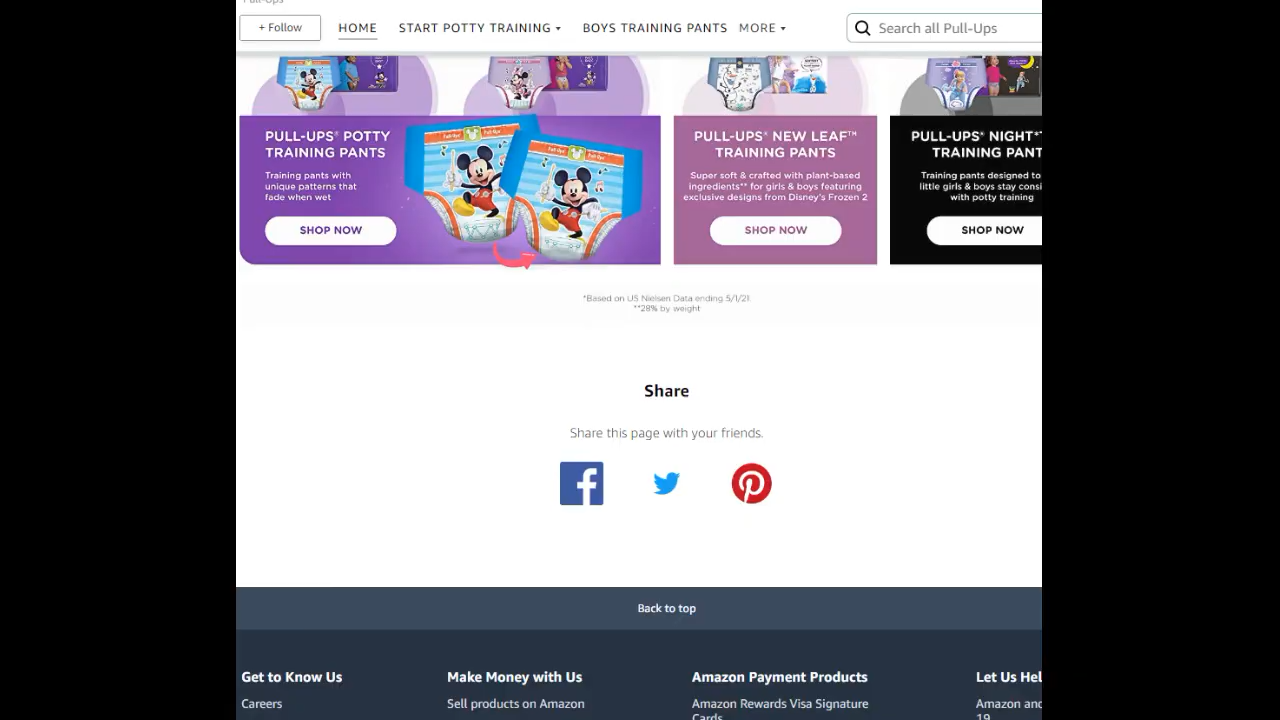 + Follow
HOME
START POTTY TRAINING
BOYS TRAINING PANTS
MORE
Search all Pull-Ups
PULL-UPS® POTTY
TRAINING PANTS
Training pants with
unique patterns that
fade when wet
SHOP NOW
PULL-UPS® NEW LEAF™
TRAINING PANTS
Super soft & crafted with plant-based
ingredients** for girls & boys featuring
exclusive designs from Disney's Frozen 2
SHOP NOW
PULL-UPS® NIGHT*
TRAINING PANT
Training pants designed to
little girls & boys stay consi
with potty training
SHOP NOW
*Based on US Nielsen Data ending 5/1/21.
**28% by weight
Share
Share this page with your friends.
Back to top
Get to Know Us
Careers
Make Money with Us
Sell products on Amazon
Amazon Payment Products
Amazon Rewards Visa Signature
Cards
Let Us Hel
Amazon and
19